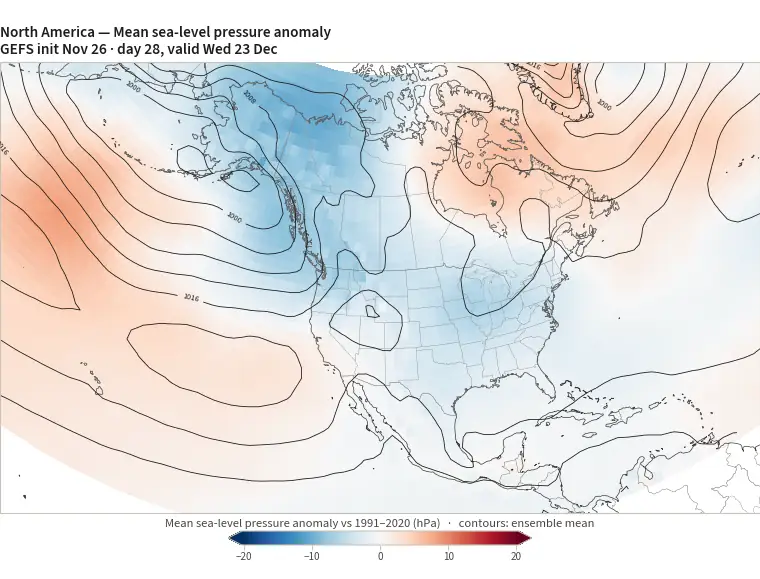 North America — Mean sea-level pressure anomaly
GEFS init Nov 26 · day 28, valid Wed 23 Dec
1016
1000
1008
1000
1016
1000
1016
Mean sea-level pressure anomaly vs 1991–2020 (hPa) · contours: ensemble mean
−20 −10 0 10 20